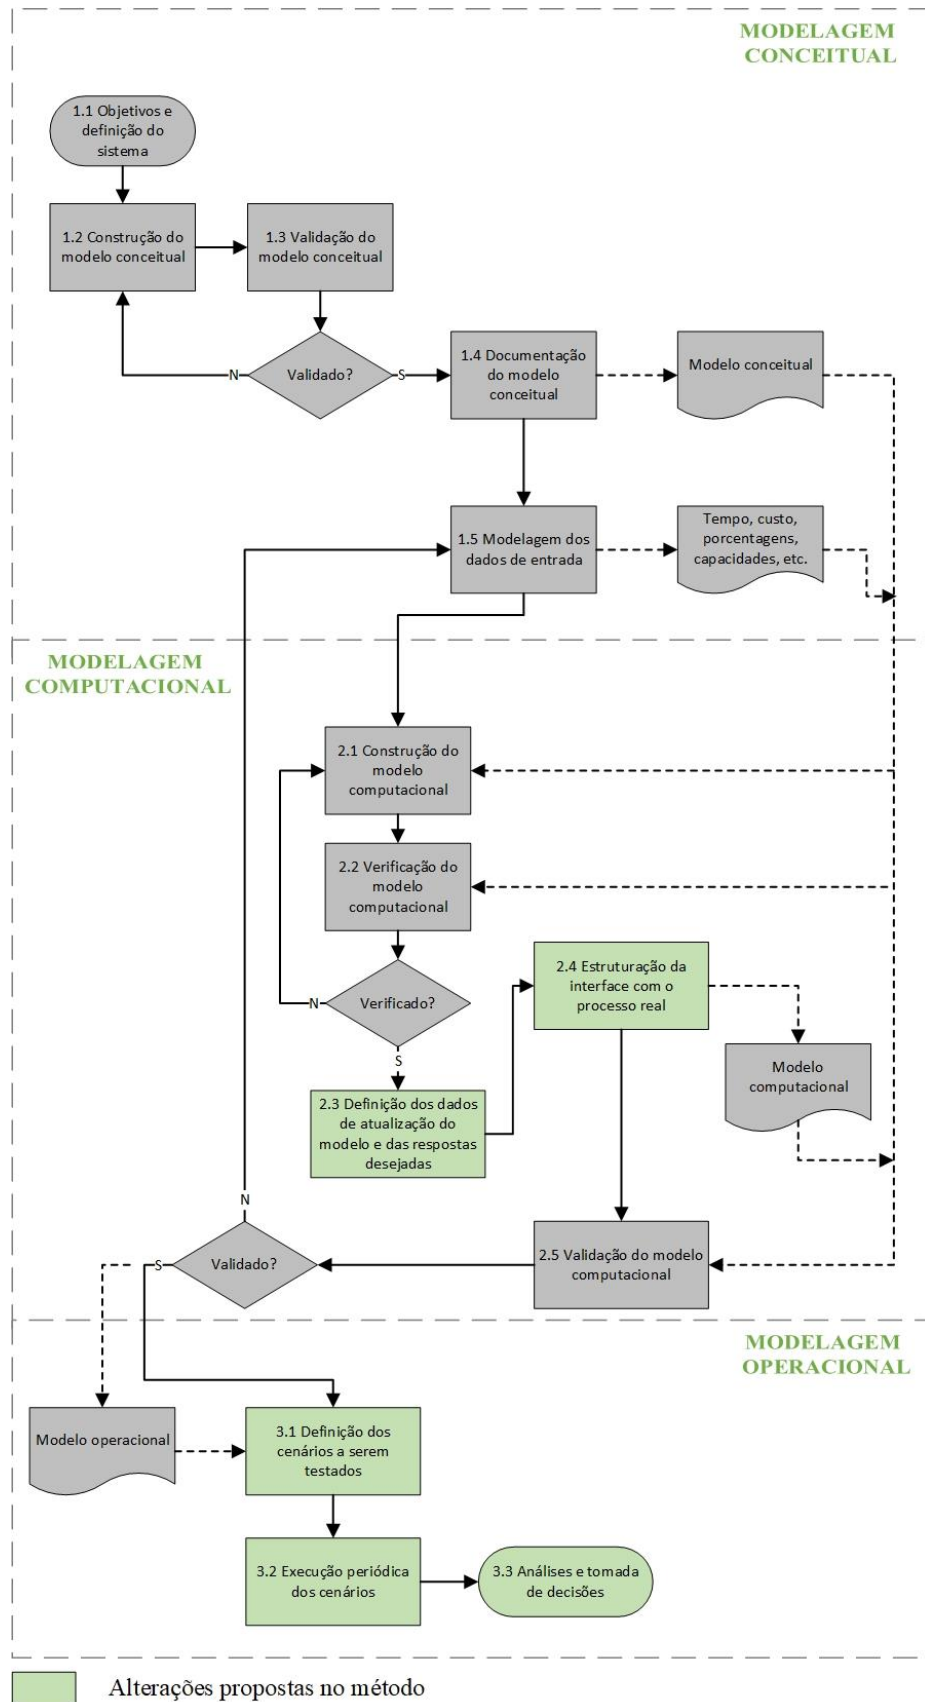 MODELAGEM
CONCEITUAL
1.1 Objetivos e
definição do
sistema
1.2 Construção do
modelo conceitual
1.3 Validação do
modelo conceitual
Validado?
N
S
1.4 Documentação
do modelo
conceitual
Modelo conceitual
1.5 Modelagem dos
dados de entrada
Tempo, custo,
porcentagens,
capacidades, etc.
MODELAGEM
COMPUTACIONAL
2.1 Construção do
modelo
computacional
2.2 Verificação do
modelo
computacional
Verificado?
N
S
2.3 Definição dos dados
de atualização do
modelo e das respostas
desejadas
2.4 Estruturação da
interface com o
processo real
Modelo
computacional
2.5 Validação do modelo
computacional
Validado?
N
S
MODELAGEM
OPERACIONAL
Modelo operacional
3.1 Definição dos
cenários a serem
testados
3.2 Execução periódica
dos cenários
3.3 Análises e tomada
de decisões
Alterações propostas no método